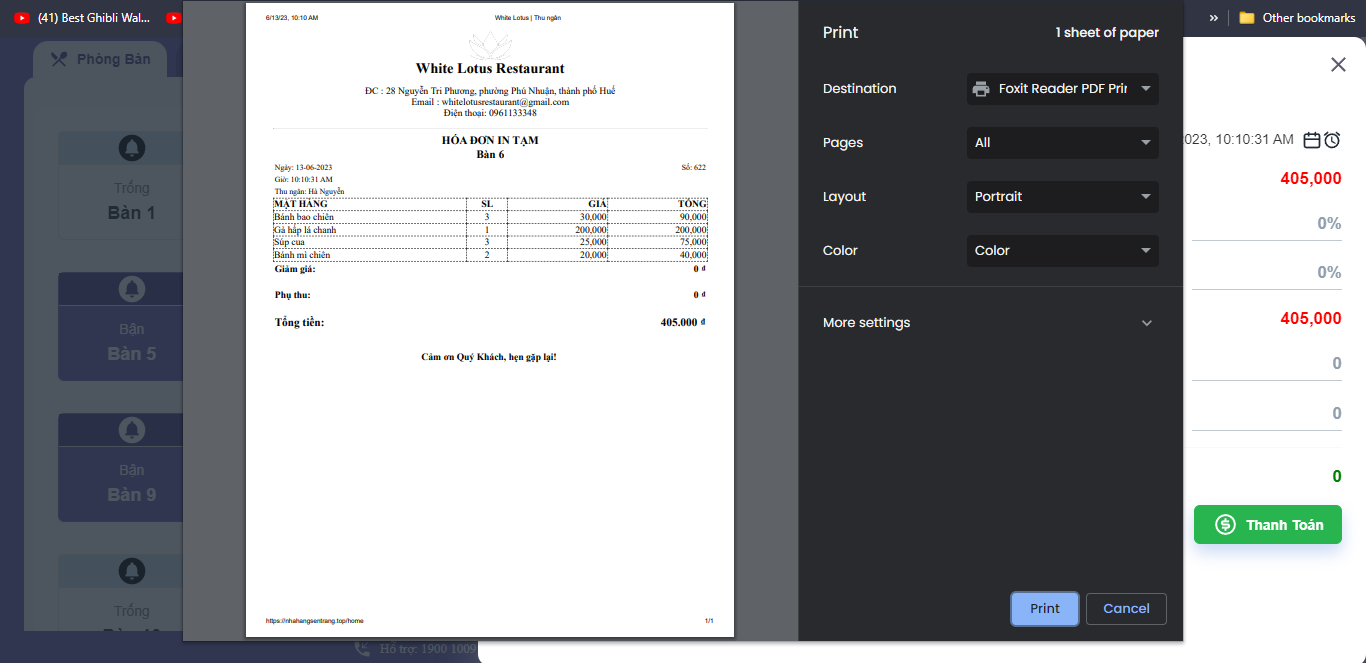 (41) Best Ghibli Wal...
»
Other bookmarks
Phòng Bàn
Trống
Bàn 1
Bận
Bàn 5
Bận
Bàn 9
Trống
Hỗ trợ: 1900 1009
6/13/23, 10:10 AM
White Lotus | Thu ngân
White Lotus Restaurant
ĐC : 28 Nguyễn Tri Phương, phường Phú Nhuận, thành phố Huế
Email : whitelotusrestaurant@gmail.com
Điện thoại: 0961133348
HÓA ĐƠN IN TẠM
Bàn 6
Ngày: 13-06-2023 Số: 622
Giờ: 10:10:31 AM
Thu ngân: Hà Nguyễn
MẶT HÀNG SL GIÁ TỔNG
Bánh bao chiên 3 30,000 90,000
Gà hấp lá chanh 1 200,000 200,000
Súp cua 3 25,000 75,000
Bánh mì chiên 2 20,000 40,000
Giảm giá: 0 đ
Phụ thu: 0 đ
Tổng tiền: 405.000 đ
Cảm ơn Quý Khách, hẹn gặp lại!
https://nhahangsentrang.top/home 1/1
Print 1 sheet of paper
Destination Foxit Reader PDF Prin
Pages All
Layout Portrait
Color Color
More settings
Print Cancel
2023, 10:10:31 AM
405,000
0%
0%
405,000
0
0
0
Thanh Toán